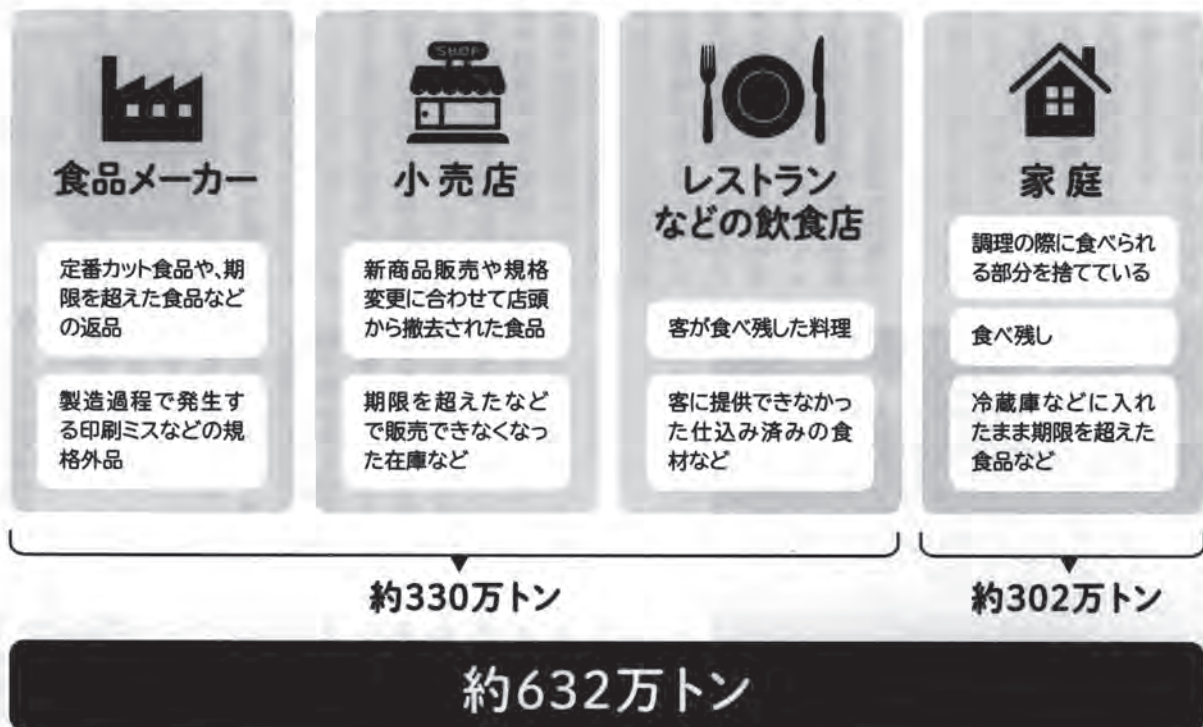 SHOP
食品メーカー
定番カット食品や、期
限を超えた食品など
の返品
製造過程で発生す
る印刷ミスなどの規
格外品
小売店
新商品販売や規格
変更に合わせて店頭
から撤去された食品
期限を超えたなど
で販売できなくなっ
た在庫など
レストラン
などの飲食店
客が食べ残した料理
客に提供できなかっ
た仕込み済みの食
材など
家庭
調理の際に食べられ
る部分を捨てている
食べ残し
冷蔵庫などに入れ
たまま期限を超えた
食品など
約330万トン
約302万トン
約632万トン